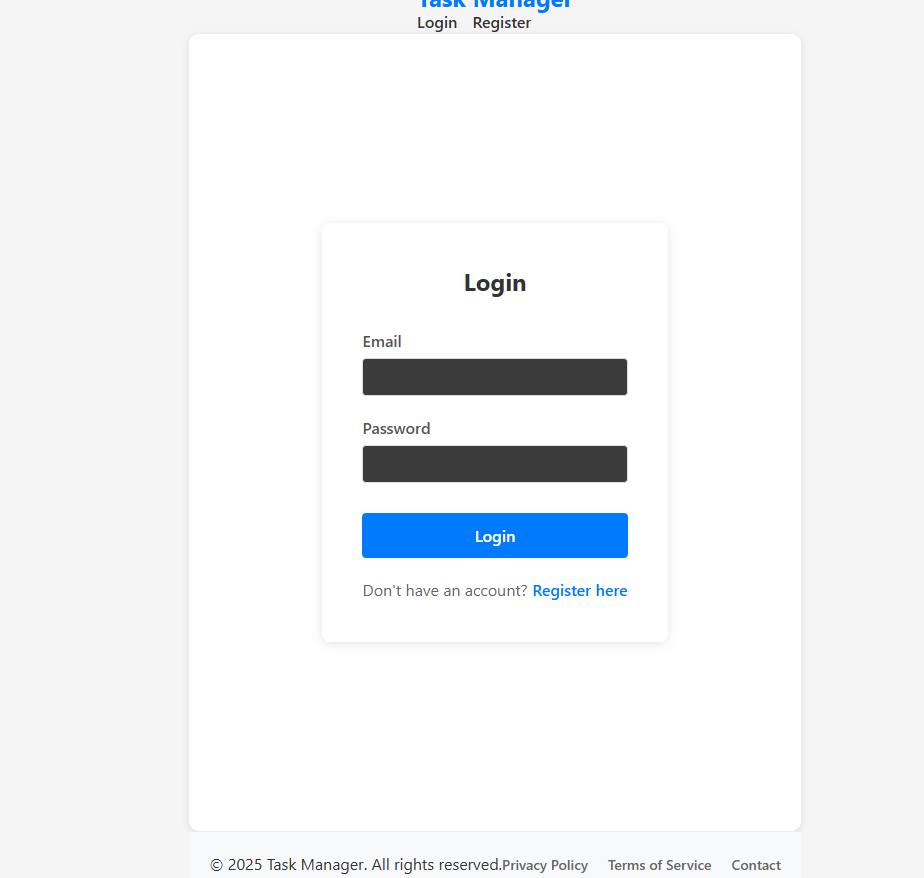 Task Manager
Login Register
Login
Email
Password
Login
Don't have an account? Register here
© 2025 Task Manager. All rights reserved.Privacy Policy Terms of Service Contact